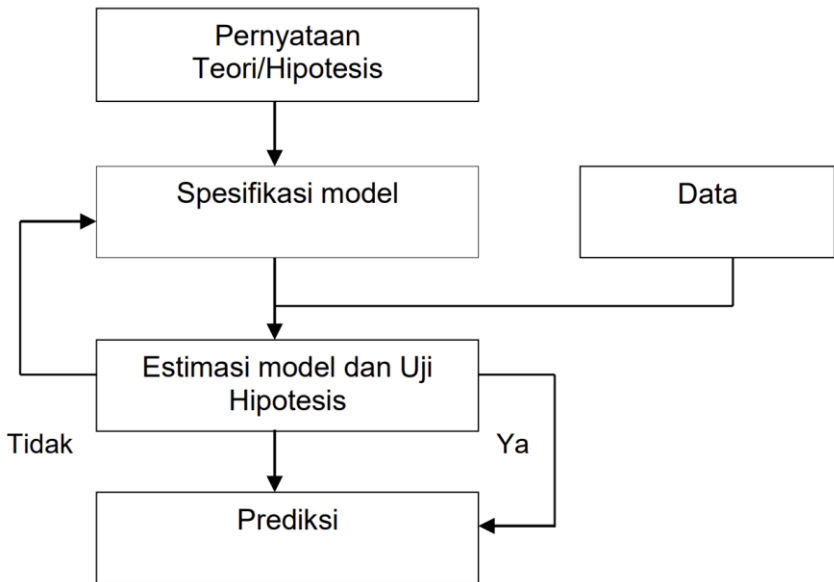 Pernyataan
Teori/Hipotesis
Spesifikasi model
Data
Estimasi model dan Uji
Hipotesis
Tidak
Ya
Prediksi